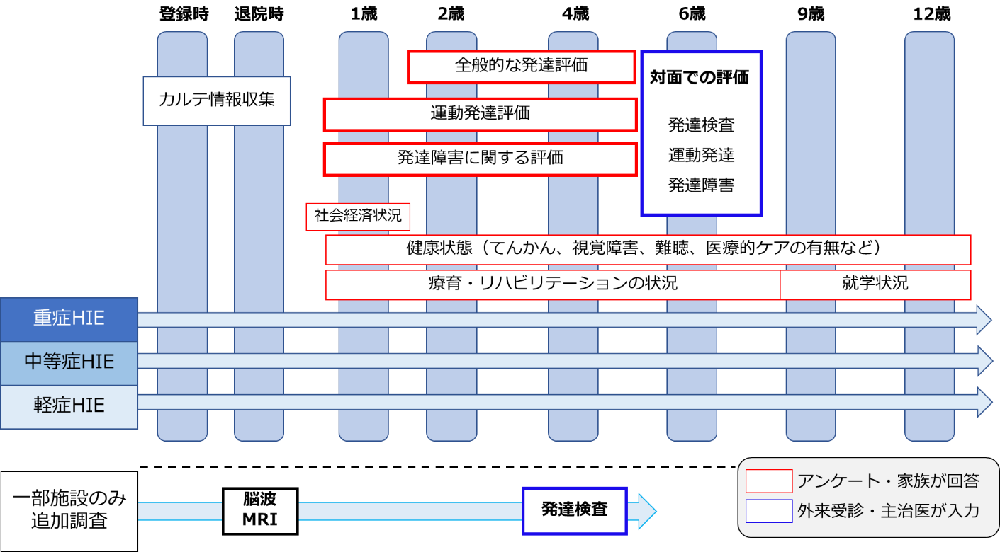 登録時 退院時 1歳 2歳 4歳 6歳 9歳 12歳
全般的な発達評価
カルテ情報収集
運動発達評価
発達障害に関する評価
対面での評価
発達検査
運動発達
発達障害
社会経済状況
健康状態（てんかん、視覚障害、難聴、医療的ケアの有無など）
療育・リハビリテーションの状況 就学状況
重症HIE
中等症HIE
軽症HIE
一部施設のみ
追加調査
脳波
MRI
発達検査
アンケート・家族が回答
外来受診・主治医が入力